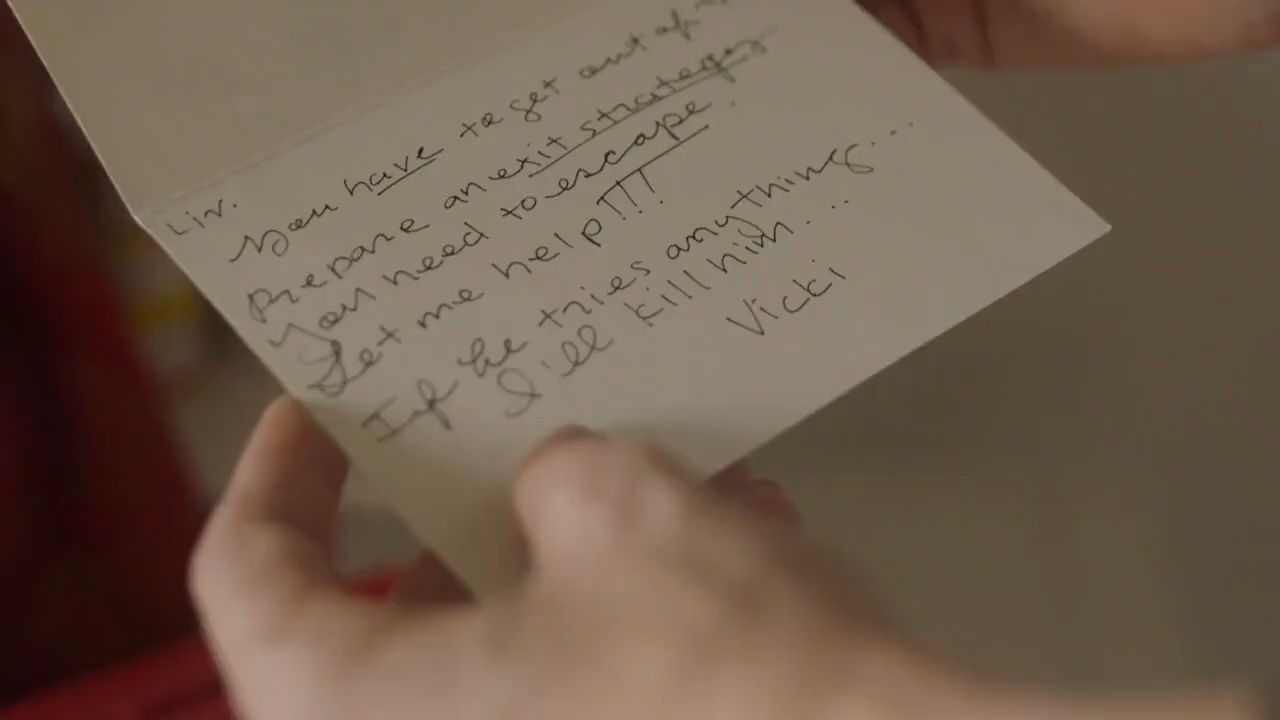 Liv.
You have to get out of
Prepare an exit strategy
You need to escape.
Let me help!!!
If he tries anything...
I'll kill him...
Vicki